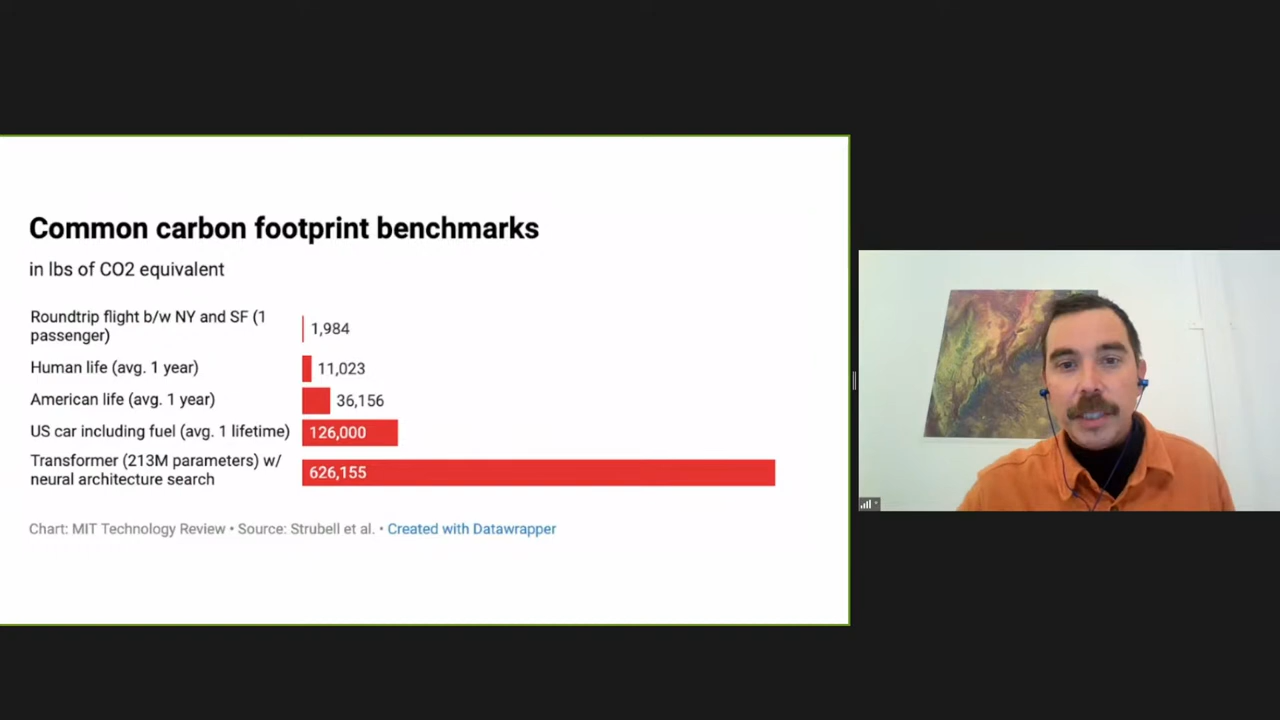 Common carbon footprint benchmarks
in lbs of CO2 equivalent
Roundtrip flight b/w NY and SF (1
passenger)
1,984
Human life (avg. 1 year)
11,023
American life (avg. 1 year)
36,156
US car including fuel (avg. 1 lifetime)
126,000
Transformer (213M parameters) w/
neural architecture search
626,155
Chart: MIT Technology Review • Source: Strubell et al. • Created with Datawrapper